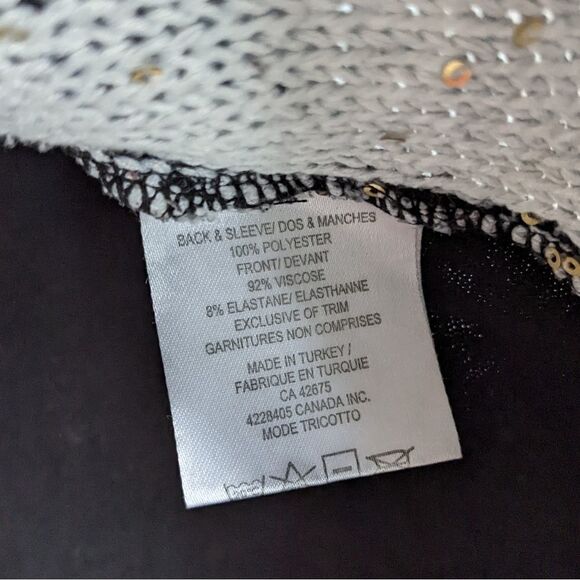 BACK & SLEEVE/ DOS & MANCHES
100% POLYESTER
FRONT/ DEVANT
92% VISCOSE
8% ELASTANE/ ELASTHANNE
EXCLUSIVE OF TRIM
GARNITURES NON COMPRISES
MADE IN TURKEY /
FABRIQUE EN TURQUIE
CA 42675
4228405 CANADA INC.
MODE TRICOTTO